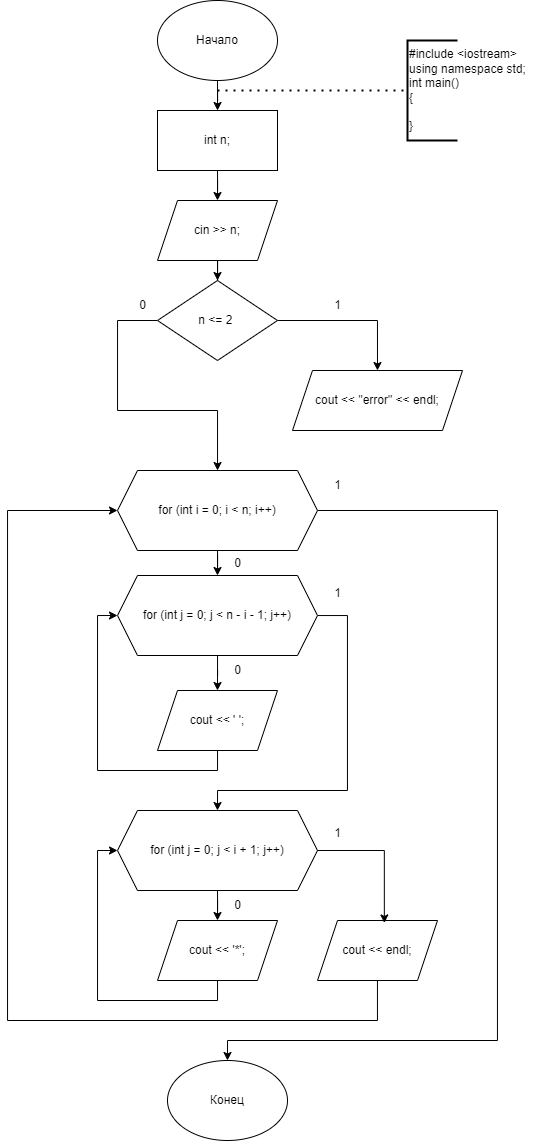 Начало
#include <iostream>
using namespace std;
int main()
{
}
int n;
cin >> n;
0
1
n <= 2
cout << "error" << endl;
1
for (int i = 0; i < n; i++)
0
1
for (int j = 0; j < n - i - 1; j++)
0
cout << ' ';
1
for (int j = 0; j < i + 1; j++)
0
cout << '*';
cout << endl;
Конец